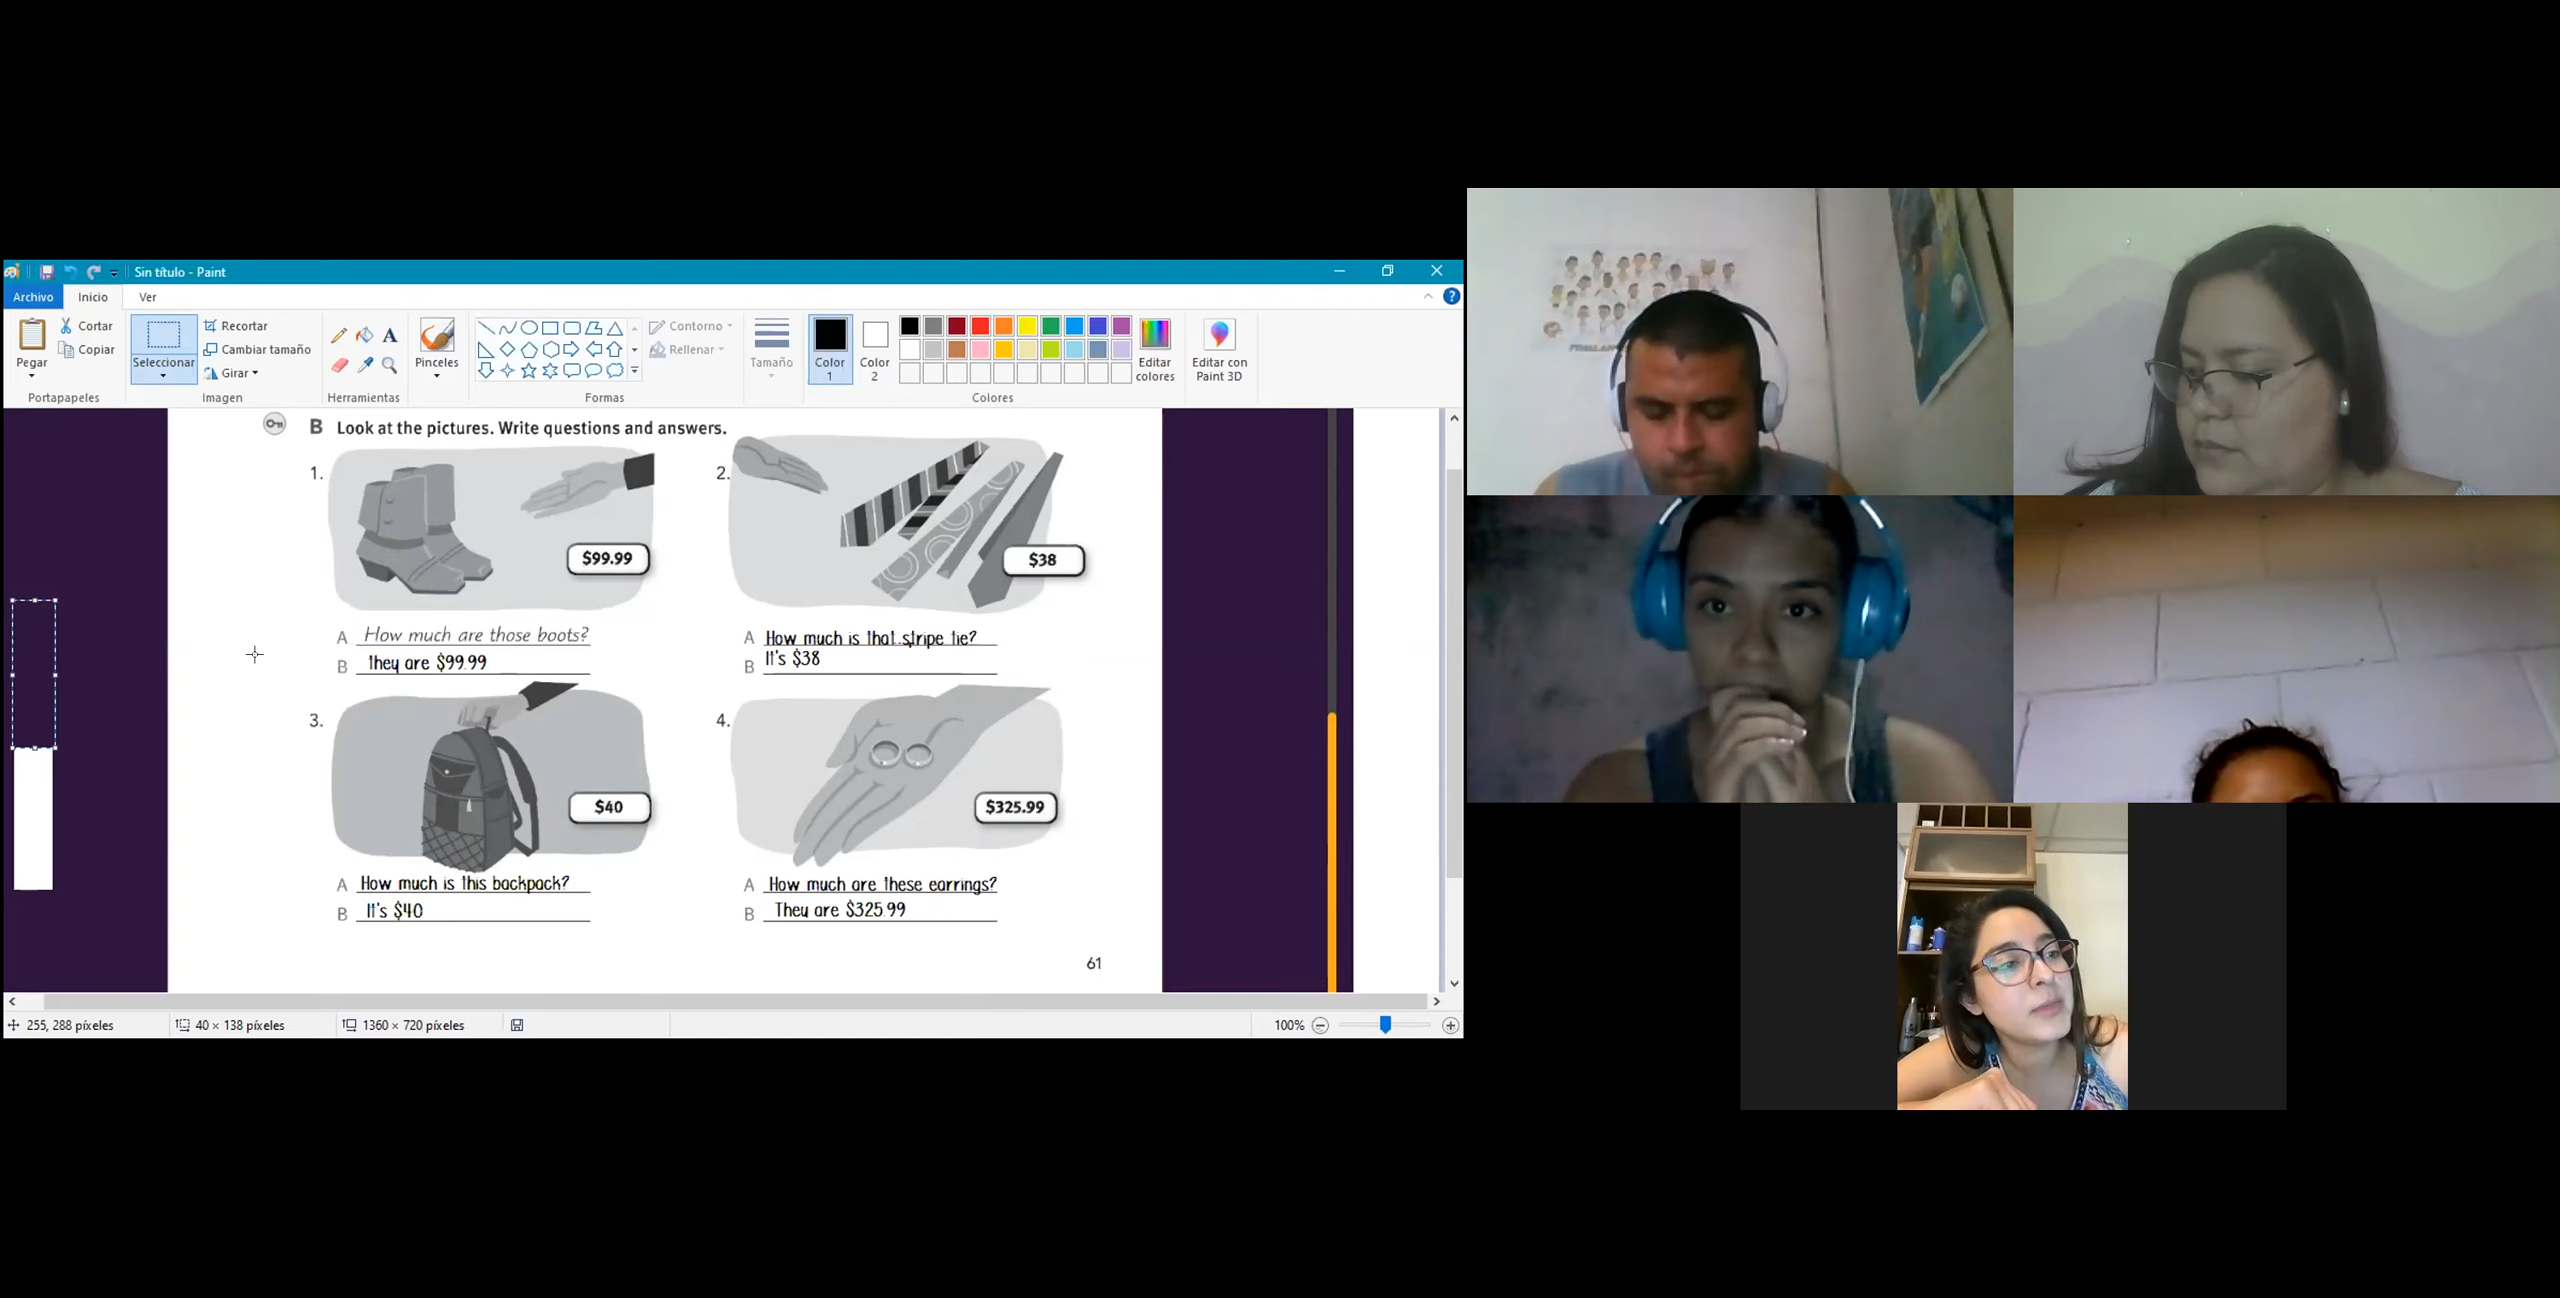 Sin título - Paint
Archivo Inicio Ver
Pegar
Cortar
Copiar
Portapapeles
Seleccionar
Recortar
Cambiar tamaño
Girar
Imagen
A
Herramientas
Pinceles
Contorno
Rellenar
Formas
Tamaño
Color 1
Color 2
Editar colores
Editar con Paint 3D
Colores
?
B Look at the pictures. Write questions and answers.
1.
$99.99
A How much are those boots?
B They are $99.99
2.
$38
A How much is that stripe tie?
B It's $38
3.
$40
A How much is this backpack?
B It's $40
4.
$325.99
A How much are these earrings?
B They are $325.99
61
255, 288 píxeles 40 × 138 píxeles 1360 × 720 píxeles 100%